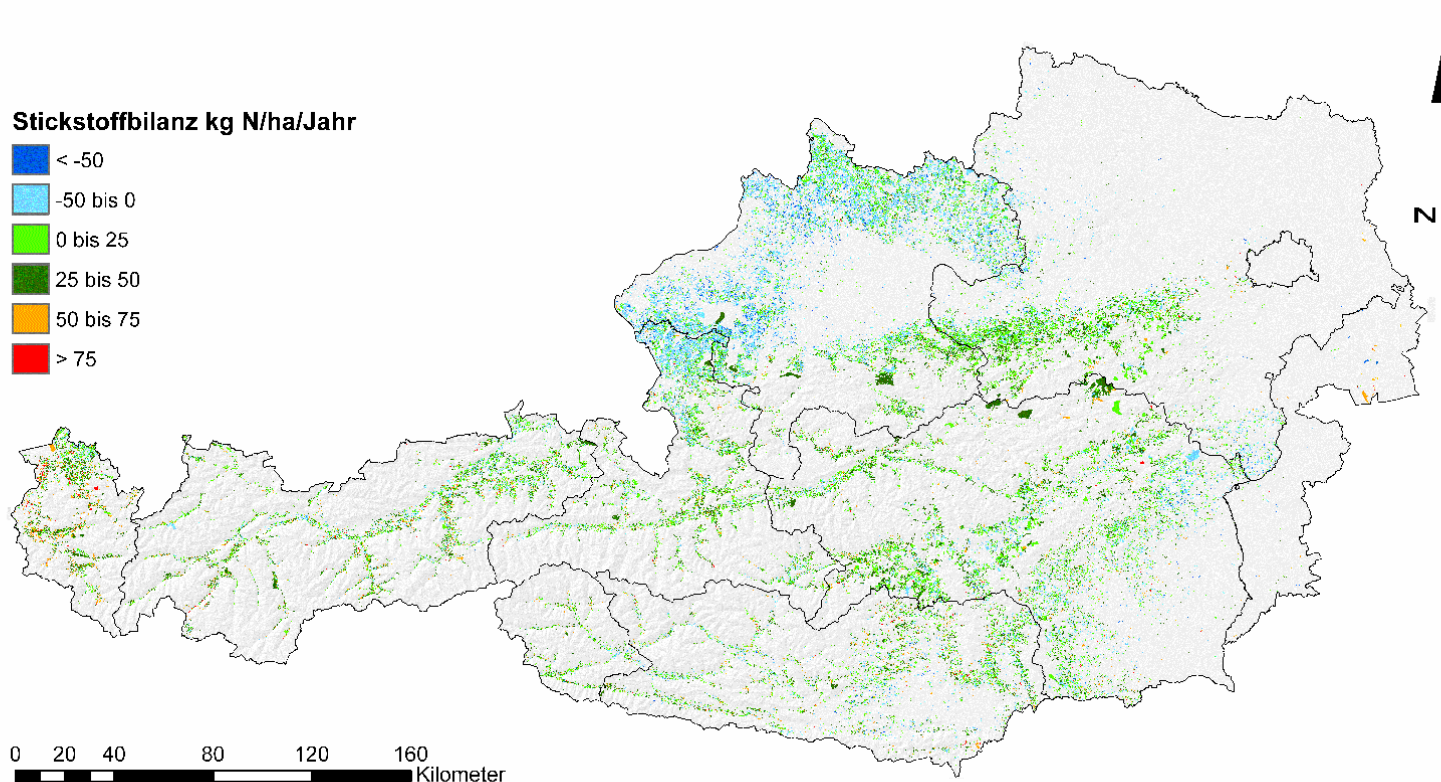 Stickstoffbilanz kg N/ha/Jahr
< -50
-50 bis 0
0 bis 25
25 bis 50
50 bis 75
> 75
N
0 20 40 80 120 160
Kilometer